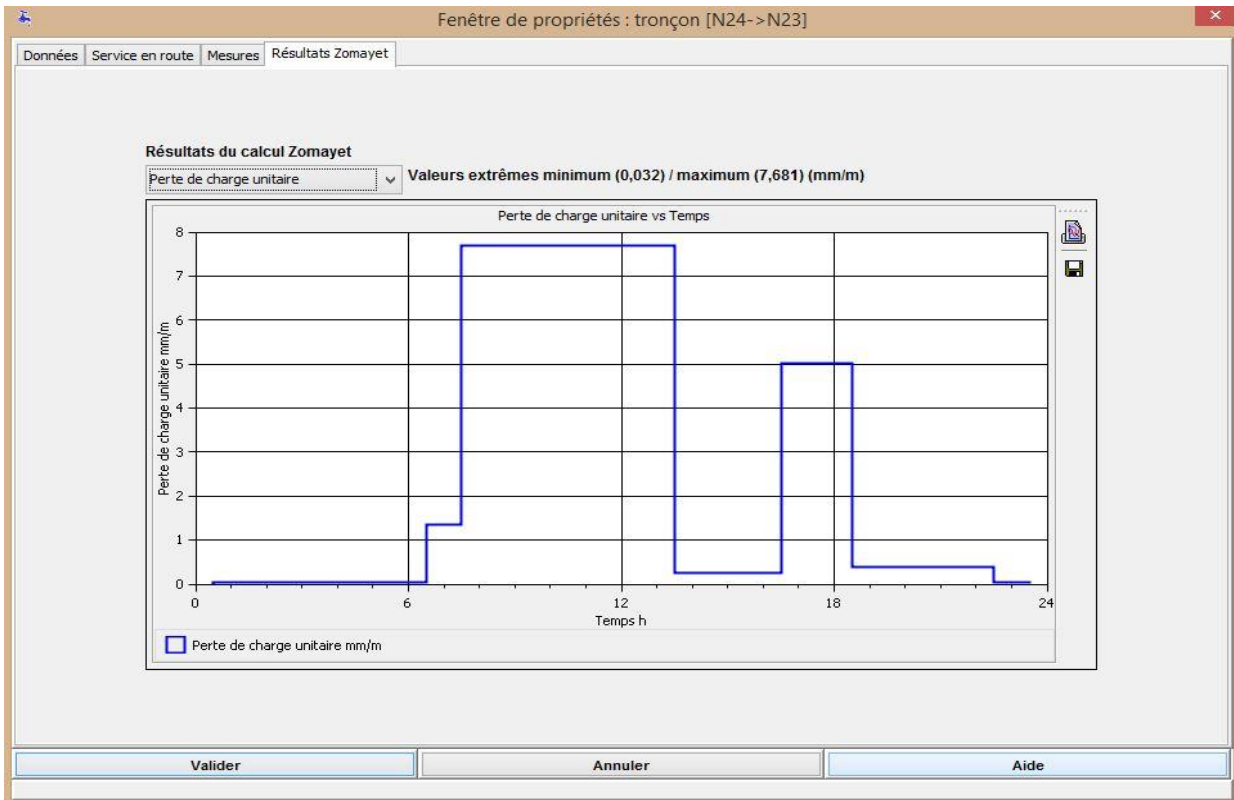 Fenêtre de propriétés : tronçon [N24->N23]
Données Service en route Mesures Résultats Zomayet
Résultats du calcul Zomayet
Perte de charge unitaire Valeurs extrêmes minimum (0,032) / maximum (7,681) (mm/m)
Perte de charge unitaire vs Temps
Perte de charge unitaire mm/m
8
7
6
5
4
3
2
1
0
0 6 12 18 24
Temps h
Perte de charge unitaire mm/m
Valider Annuler Aide